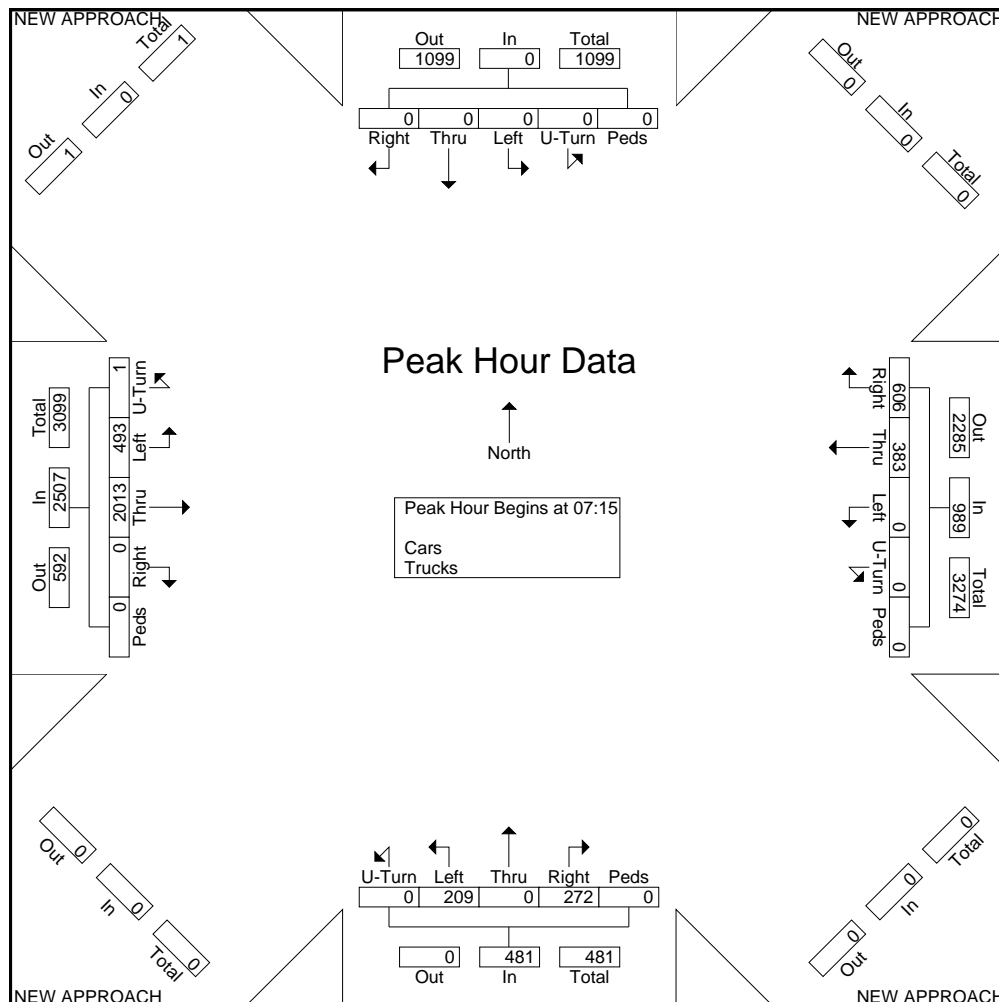 NEW APPROACH
Total
1
In
0
Out
1
Out In Total
1099 0 1099
0 0 0 0 0
Right Thru Left U-Turn Peds
NEW APPROACH
Out
0
In
0
Total
0
Peak Hour Data
North
Peak Hour Begins at 07:15
Cars
Trucks
Total In Out
3099 2507 592
1 493 2013 0 0
U-Turn Left Thru Right Peds
Out In Total
2285 989 3274
606 383 0 0 0
Right Thru Left U-Turn Peds
U-Turn Left Thru Right Peds
0 209 0 272 0
0 481 481
Out In Total
0
Out
0
In
0
Total
NEW APPROACH
0
Total
0
In
0
Out
NEW APPROACH